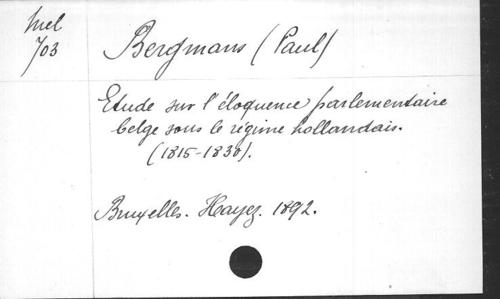 Mel
703
Bergmans (Paul)
Etude sur l'éloquence parlementaire
belge sous le régime hollandais.
(1815-1830).
Bruxelles. Hayez. 1892.